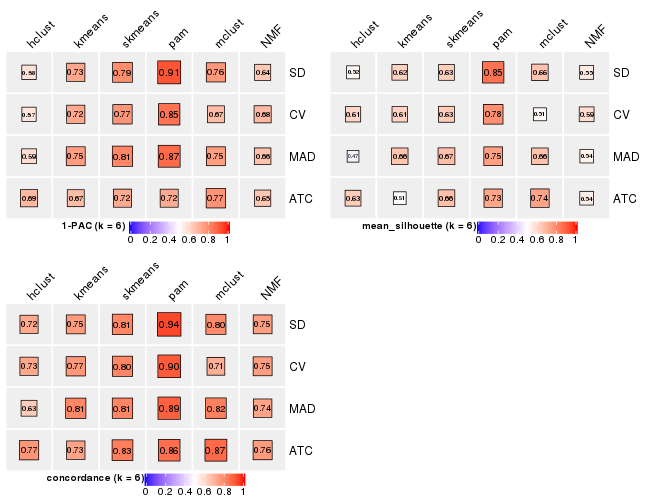 hclust kmeans skmeans pam mclust NMF
0.58 0.73 0.79 0.91 0.76 0.64 SD
0.57 0.72 0.77 0.85 0.67 0.68 CV
0.59 0.75 0.81 0.87 0.75 0.66 MAD
0.69 0.67 0.72 0.72 0.77 0.65 ATC
1-PAC (k = 6)
0 0.2 0.4 0.6 0.8 1
hclust kmeans skmeans pam mclust NMF
0.52 0.62 0.63 0.85 0.66 0.55 SD
0.61 0.61 0.63 0.78 0.51 0.59 CV
0.47 0.66 0.67 0.75 0.66 0.54 MAD
0.63 0.51 0.66 0.73 0.74 0.54 ATC
mean_silhouette (k = 6)
0 0.2 0.4 0.6 0.8 1
hclust kmeans skmeans pam mclust NMF
0.72 0.75 0.81 0.94 0.80 0.75 SD
0.73 0.77 0.80 0.90 0.71 0.75 CV
0.63 0.81 0.81 0.89 0.82 0.74 MAD
0.77 0.73 0.83 0.86 0.87 0.76 ATC
concordance (k = 6)
0 0.2 0.4 0.6 0.8 1